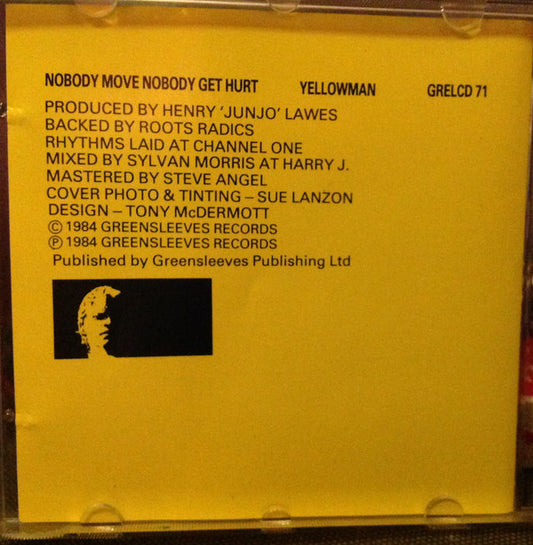 NOBODY MOVE NOBODY GET HURT YELLOWMAN GRELCD 71
PRODUCED BY HENRY 'JUNJO' LAWES
BACKED BY ROOTS RADICS
RHYTHMS LAID AT CHANNEL ONE
MIXED BY SYLVAN MORRIS AT HARRY J.
MASTERED BY STEVE ANGEL
COVER PHOTO & TINTING – SUE LANZON
DESIGN – TONY McDERMOTT
© 1984 GREENSLEEVES RECORDS
℗ 1984 GREENSLEEVES RECORDS
Published by Greensleeves Publishing Ltd